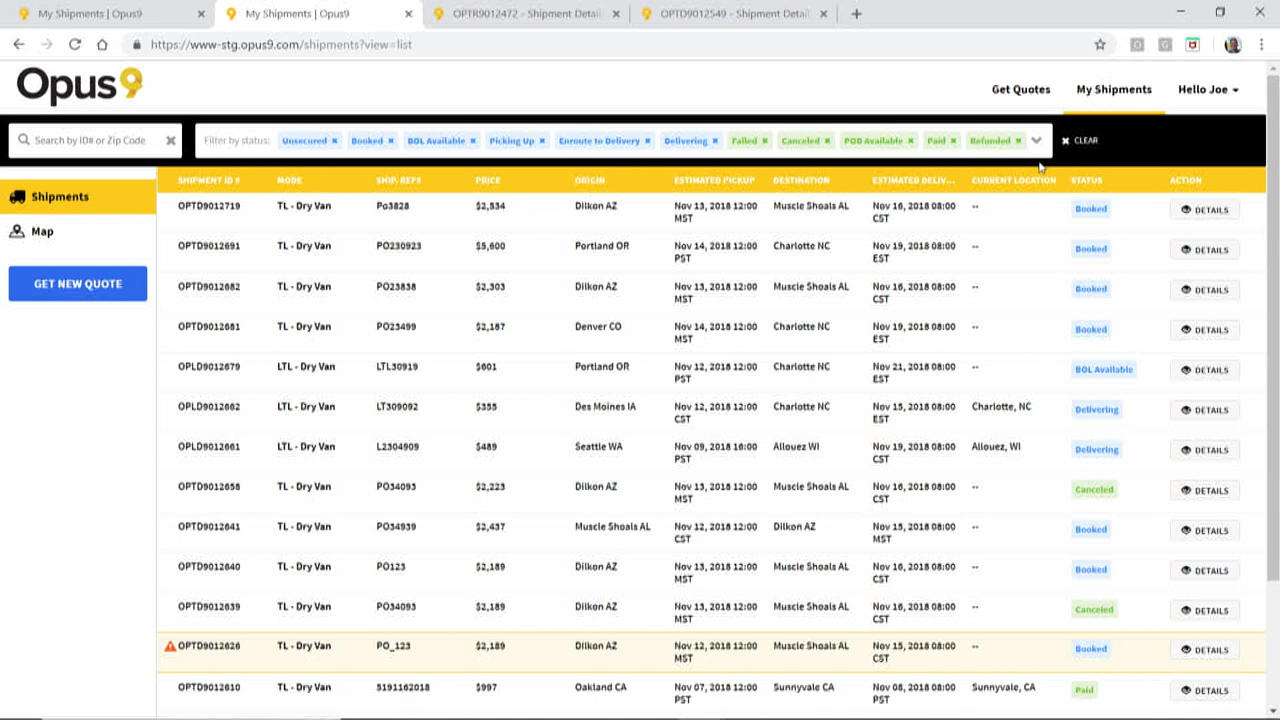 My Shipments | Opus9
My Shipments | Opus9
OPTR9012472 - Shipment Detail
OPTD9012549 - Shipment Detail
https://www-stg.opus9.com/shipments?view=list
Opus9
Get Quotes My Shipments Hello Joe
Search by ID# or Zip Code
Filter by status: Unsecured Booked BOL Available Picking Up Enroute to Delivery Delivering Failed Canceled POD Available Paid Refunded
CLEAR
Shipments
Map
GET NEW QUOTE
SHIPMENT ID # MODE SHIP. REF# PRICE ORIGIN ESTIMATED PICKUP DESTINATION ESTIMATED DELIV... CURRENT LOCATION STATUS ACTION
OPTD9012719 TL - Dry Van Po3828 $2,534 Dilkon AZ Nov 13, 2018 12:00 MST Muscle Shoals AL Nov 16, 2018 08:00 CST -- Booked DETAILS
OPTD9012691 TL - Dry Van PO230923 $5,600 Portland OR Nov 14, 2018 12:00 PST Charlotte NC Nov 19, 2018 08:00 EST -- Booked DETAILS
OPTD9012682 TL - Dry Van PO23838 $2,303 Dilkon AZ Nov 13, 2018 12:00 MST Muscle Shoals AL Nov 16, 2018 08:00 CST -- Booked DETAILS
OPTD9012681 TL - Dry Van PO23499 $2,187 Denver CO Nov 14, 2018 12:00 MST Charlotte NC Nov 19, 2018 08:00 EST -- Booked DETAILS
OPLD9012679 LTL - Dry Van LTL30919 $601 Portland OR Nov 12, 2018 12:00 PST Charlotte NC Nov 21, 2018 08:00 EST -- BOL Available DETAILS
OPLD9012662 LTL - Dry Van LT309092 $355 Des Moines IA Nov 12, 2018 12:00 CST Charlotte NC Nov 15, 2018 08:00 EST Charlotte, NC Delivering DETAILS
OPLD9012661 LTL - Dry Van L2304909 $489 Seattle WA Nov 09, 2018 16:00 PST Allouez WI Nov 19, 2018 08:00 CST Allouez, WI Delivering DETAILS
OPTD9012656 TL - Dry Van PO34093 $2,223 Dilkon AZ Nov 13, 2018 12:00 MST Muscle Shoals AL Nov 16, 2018 08:00 CST -- Canceled DETAILS
OPTD9012641 TL - Dry Van PO34939 $2,437 Muscle Shoals AL Nov 12, 2018 12:00 CST Dilkon AZ Nov 15, 2018 08:00 MST -- Booked DETAILS
OPTD9012640 TL - Dry Van PO123 $2,189 Dilkon AZ Nov 13, 2018 12:00 MST Muscle Shoals AL Nov 16, 2018 08:00 CST -- Booked DETAILS
OPTD9012639 TL - Dry Van PO34093 $2,189 Dilkon AZ Nov 13, 2018 12:00 MST Muscle Shoals AL Nov 16, 2018 08:00 CST -- Canceled DETAILS
OPTD9012626 TL - Dry Van PO_123 $2,189 Dilkon AZ Nov 12, 2018 12:00 MST Muscle Shoals AL Nov 15, 2018 08:00 CST -- Booked DETAILS
OPTD9012610 TL - Dry Van 5191162018 $997 Oakland CA Nov 07, 2018 12:00 PST Sunnyvale CA Nov 08, 2018 08:00 PST Sunnyvale, CA Paid DETAILS